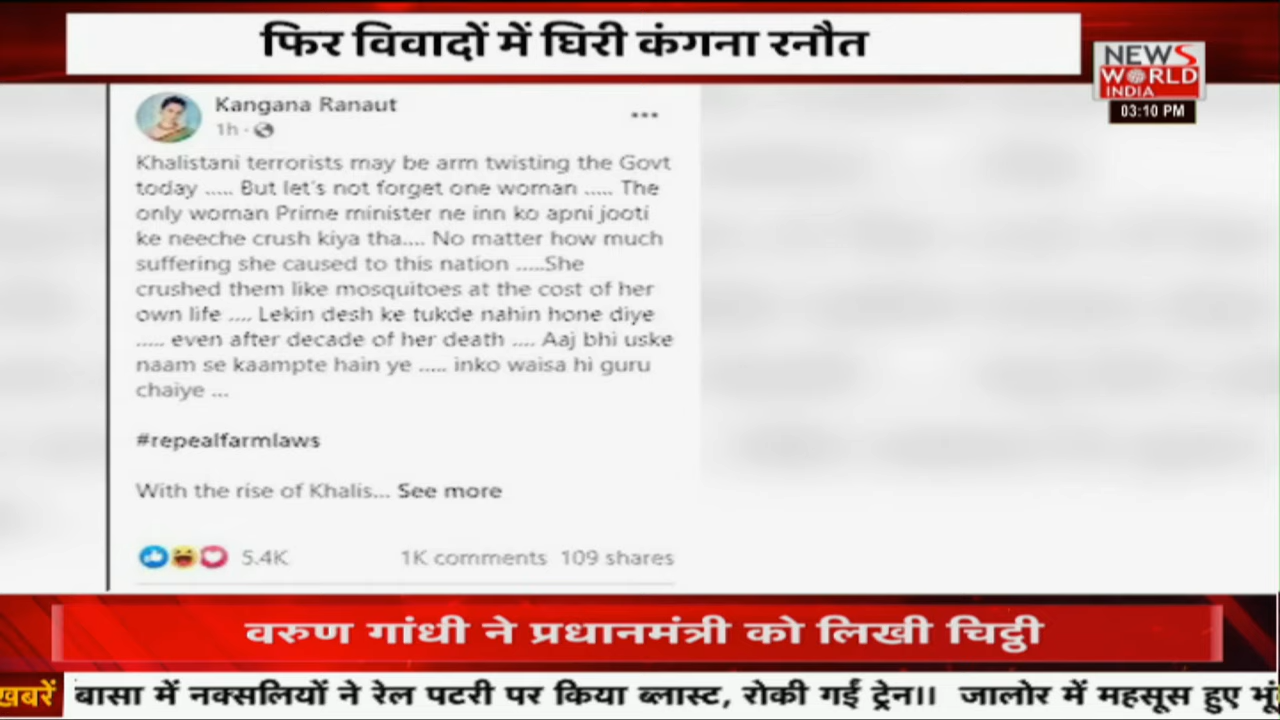 फिर विवादों में घिरी कंगना रनौत
NEWS
WORLD
INDIA
03:10 PM
Kangana Ranaut
1h ·
Khalistani terrorists may be arm twisting the Govt
today ..... But let's not forget one woman ..... The
only woman Prime minister ne inn ko apni jooti
ke neeche crush kiya tha.... No matter how much
suffering she caused to this nation .....She
crushed them like mosquitoes at the cost of her
own life .... Lekin desh ke tukde nahin hone diye
..... even after decade of her death .... Aaj bhi uske
naam se kaampte hain ye ..... inko waisa hi guru
chaiye ...
#repealfarmlaws
With the rise of Khalis... See more
5.4K 1K comments 109 shares
वरुण गांधी ने प्रधानमंत्री को लिखी चिट्ठी
खबरें बासा में नक्सलियों ने रेल पटरी पर किया ब्लास्ट, रोकी गईं ट्रेन।। जालोर में महसूस हुए